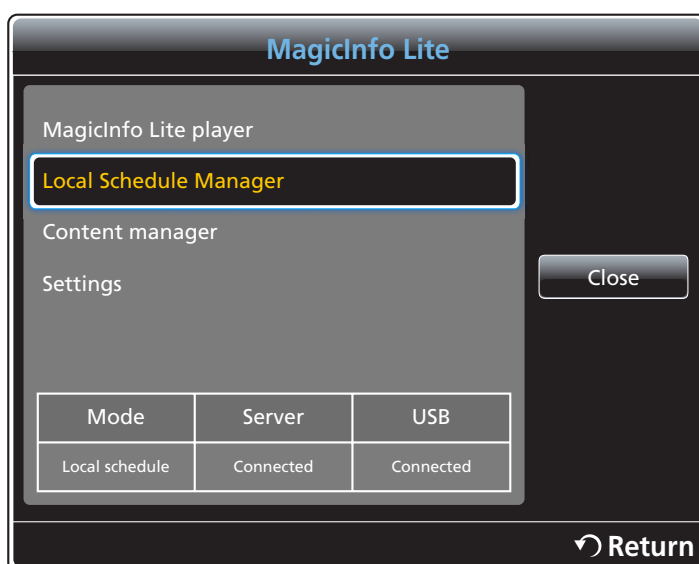 MagicInfo Lite
MagicInfo Lite player
Local Schedule Manager
Content manager
Settings
Close
Mode Server USB
Local schedule Connected Connected
Return